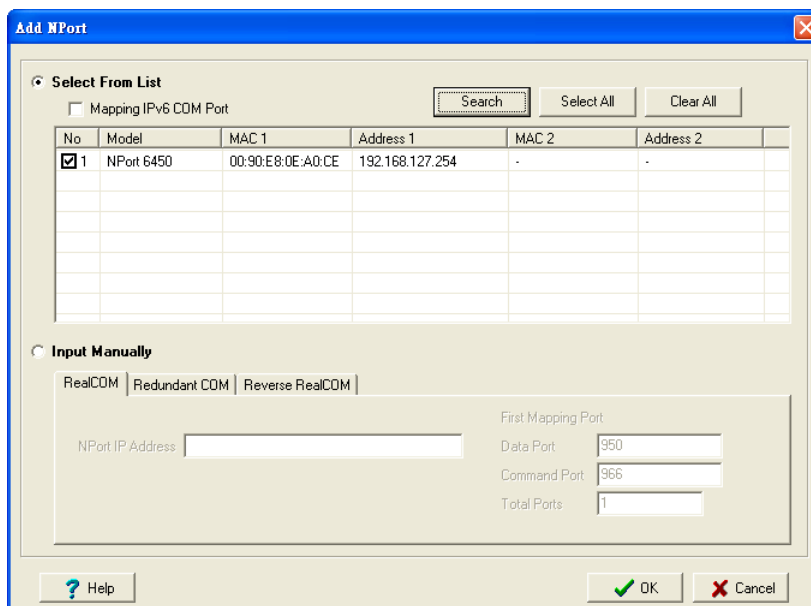 Add NPort
Select From List
Mapping IPv6 COM Port
Search
Select All
Clear All
No Model MAC 1 Address 1 MAC 2 Address 2
1 NPort 6450 00:90:E8:0E:A0:CE 192.168.127.254 - -
Input Manually
RealCOM Redundant COM Reverse RealCOM
First Mapping Port
NPort IP Address
Data Port 950
Command Port 966
Total Ports 1
? Help
OK
Cancel